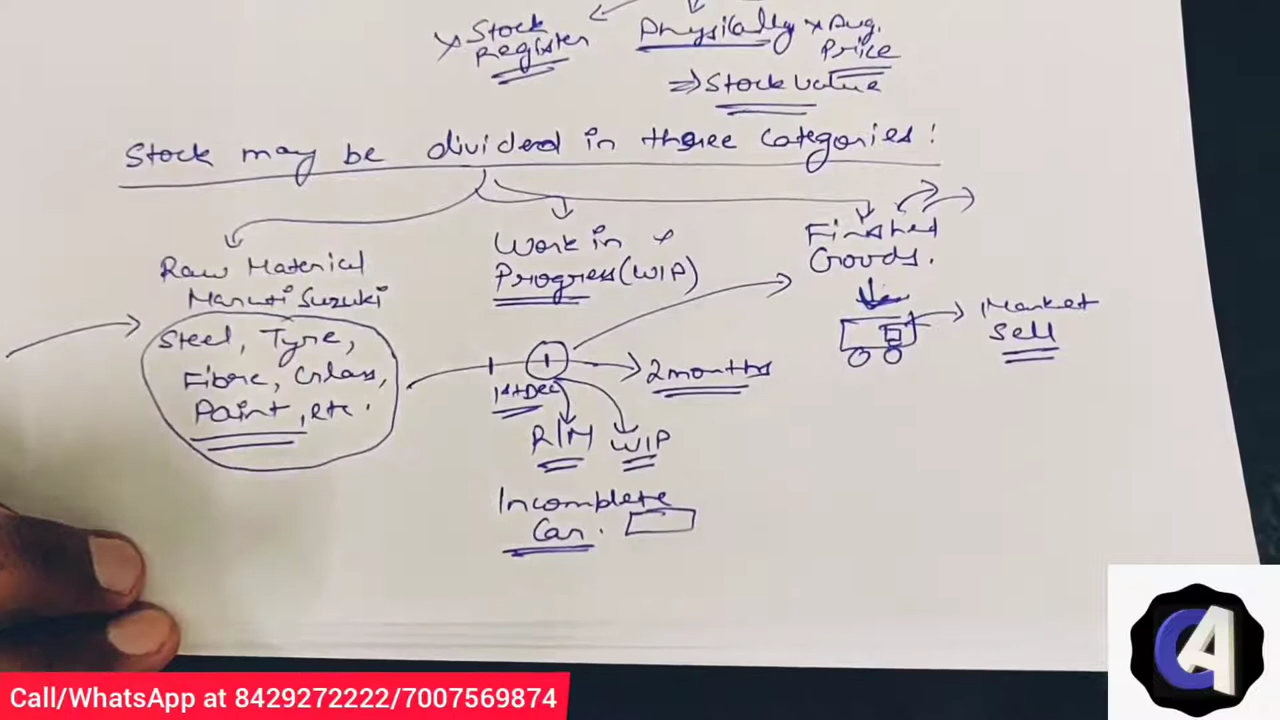 Stock
Register
Physically x Avg.
Price
⇒ Stock value
Stock may be divided in three categories:
Raw Material
Maruti Suzuki
Steel, Tyre,
Fibre, Glass,
Paint, etc.
Work in
Progress (WIP)
1st Dec
2 months
R/M WIP
Incomplete
Car.
Finished
Goods.
Market
Sell
CA
Call/WhatsApp at 8429272222/7007569874